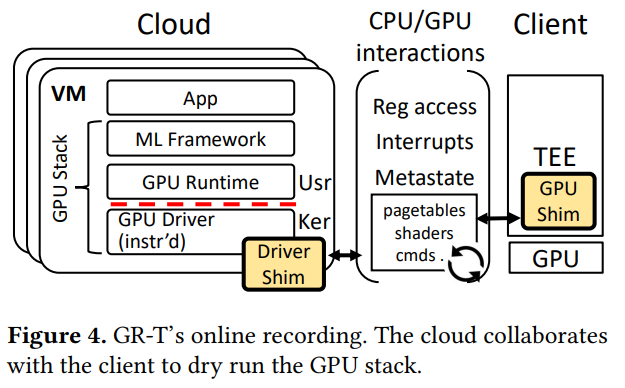 Cloud
VM
App
GPU Stack
ML Framework
GPU Runtime
Usr
GPU Driver
(instr'd)
Ker
Driver
Shim
CPU/GPU
interactions
Reg access
Interrupts
Metastate
pagetables
shaders
cmds .
Client
TEE
GPU
Shim
GPU
Figure 4. GR-T's online recording. The cloud collaborates
with the client to dry run the GPU stack.